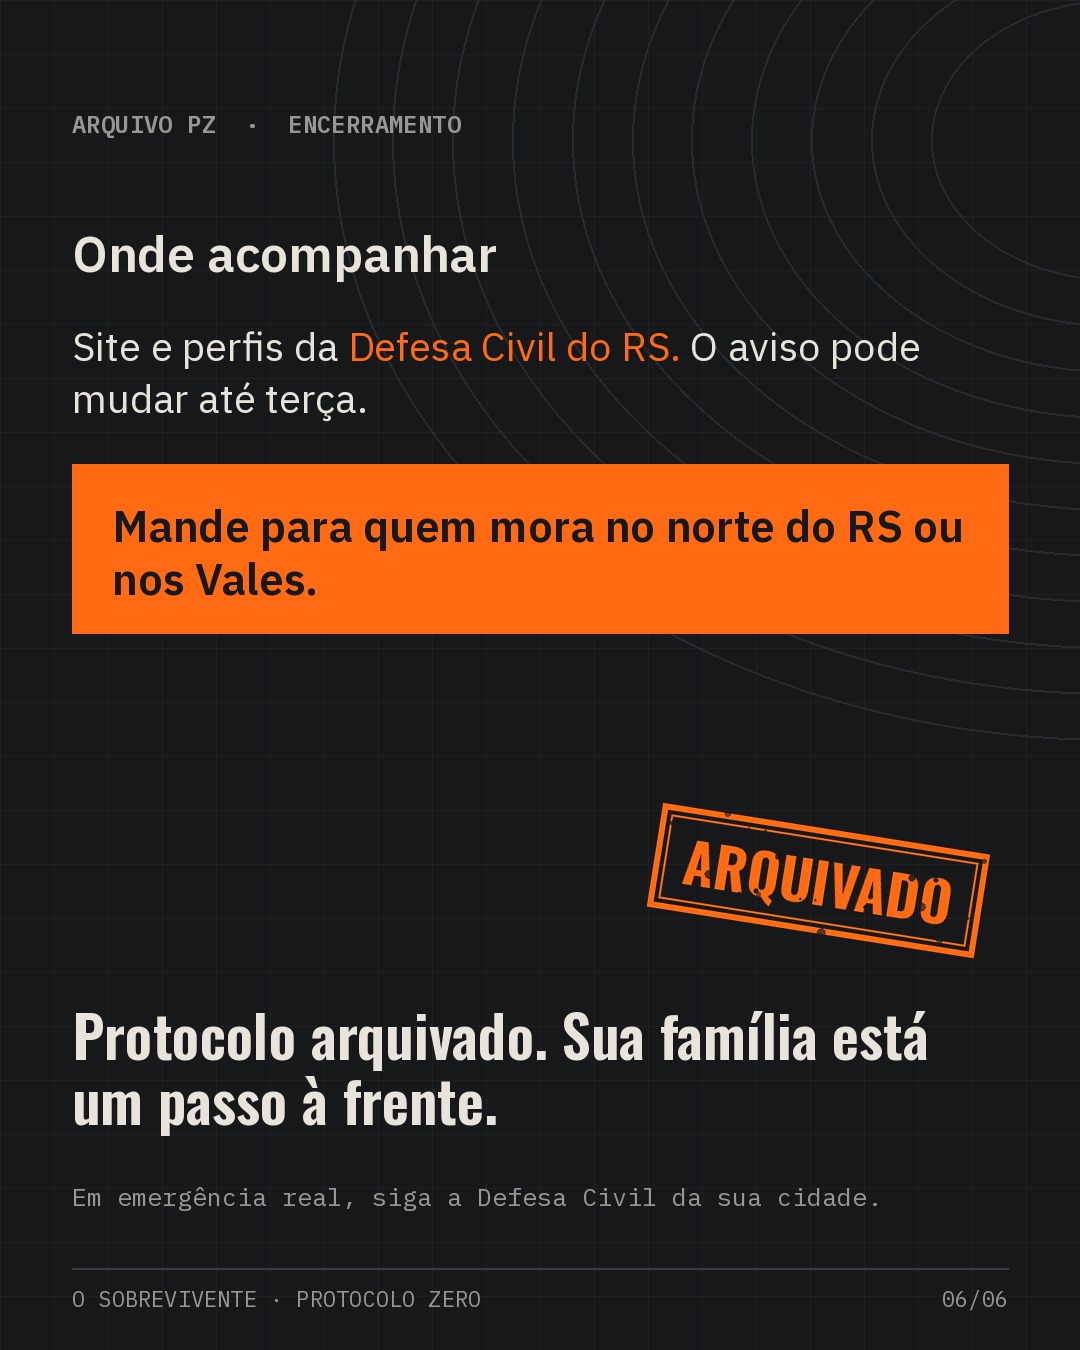 ARQUIVO PZ · ENCERRAMENTO
Onde acompanhar
Site e perfis da Defesa Civil do RS. O aviso pode
mudar até terça.
Mande para quem mora no norte do RS ou
nos Vales.
ARQUIVADO
Protocolo arquivado. Sua família está
um passo à frente.
Em emergência real, siga a Defesa Civil da sua cidade.
O SOBREVIVENTE · PROTOCOLO ZERO 06/06